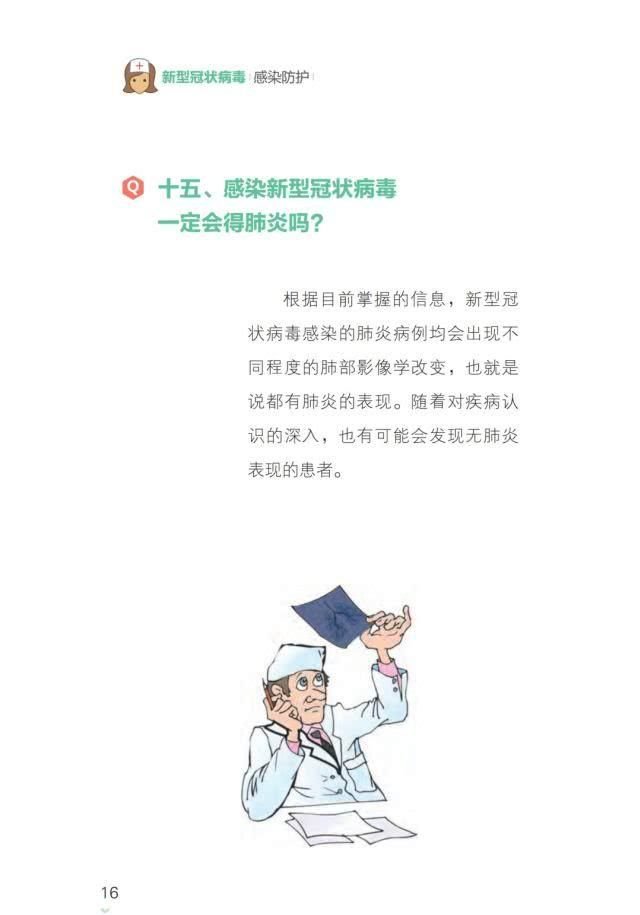 新型冠状病毒 感染防护
Q 十五、感染新型冠状病毒
一定会得肺炎吗？
根据目前掌握的信息，新型冠
状病毒感染的肺炎病例均会出现不
同程度的肺部影像学改变，也就是
说都有肺炎的表现。随着对疾病认
识的深入，也有可能会发现无肺炎
表现的患者。
16